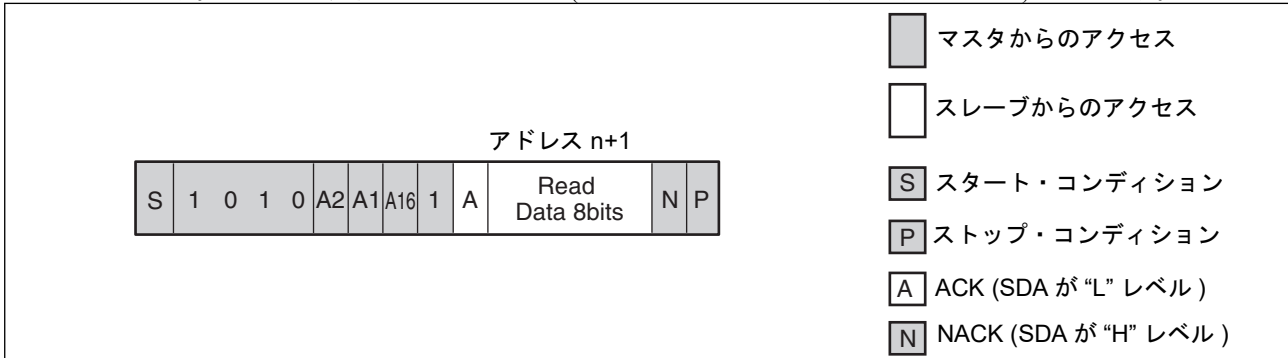 アドレス n+1
S 1 0 1 0 A2 A1 A16 1 A Read Data 8bits N P
マスタからのアクセス
スレーブからのアクセス
S スタート・コンディション
P ストップ・コンディション
A ACK (SDA が “L” レベル )
N NACK (SDA が “H” レベル )